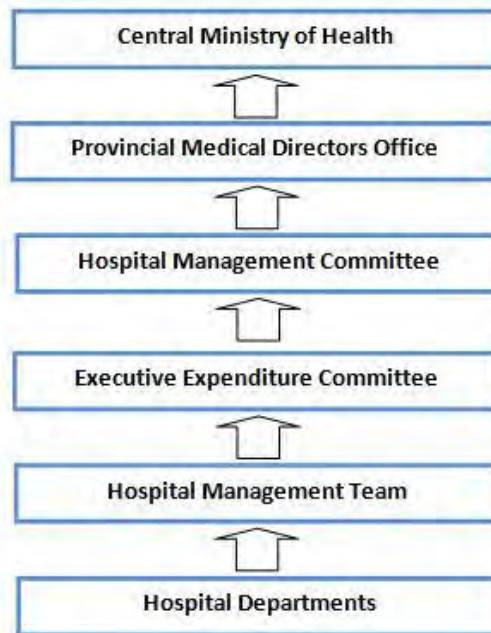 Central Ministry of Health
Provincial Medical Directors Office
Hospital Management Committee
Executive Expenditure Committee
Hospital Management Team
Hospital Departments